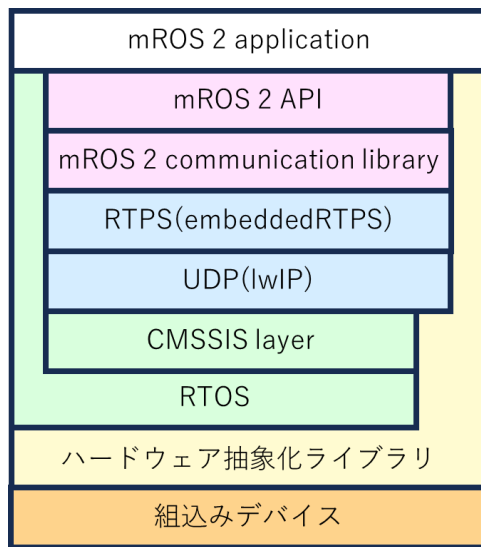 mROS 2 application
mROS 2 API
mROS 2 communication library
RTPS(embeddedRTPS)
UDP(lwIP)
CMSSIS layer
RTOS
ハードウェア抽象化ライブラリ
組込みデバイス